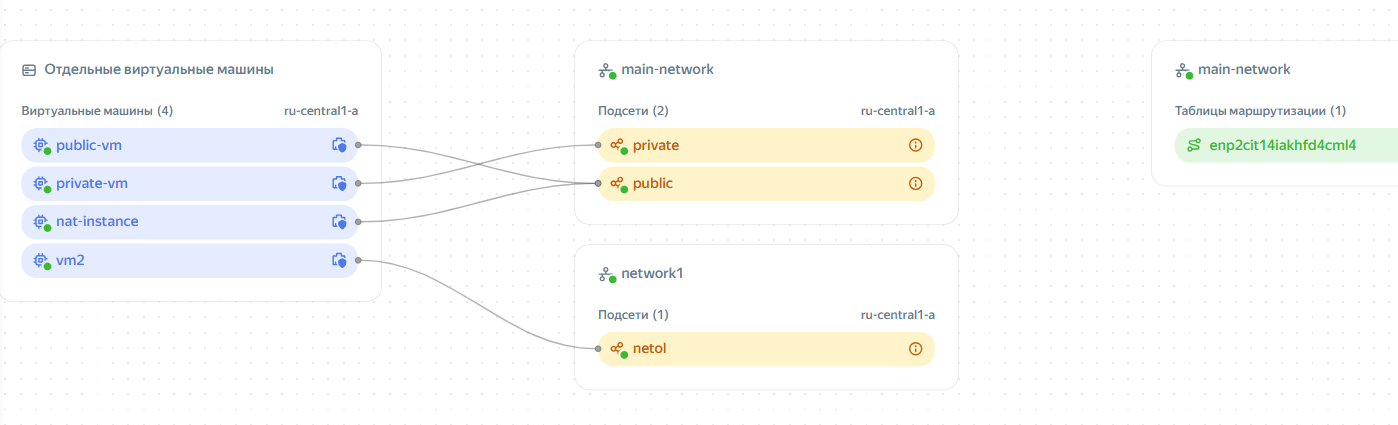 Отдельные виртуальные машины
Виртуальные машины (4) ru-central1-a
public-vm
private-vm
nat-instance
vm2
main-network
Подсети (2) ru-central1-a
private
public
network1
Подсети (1) ru-central1-a
netol
main-network
Таблицы маршрутизации (1)
enp2cit14iakhfd4cml4